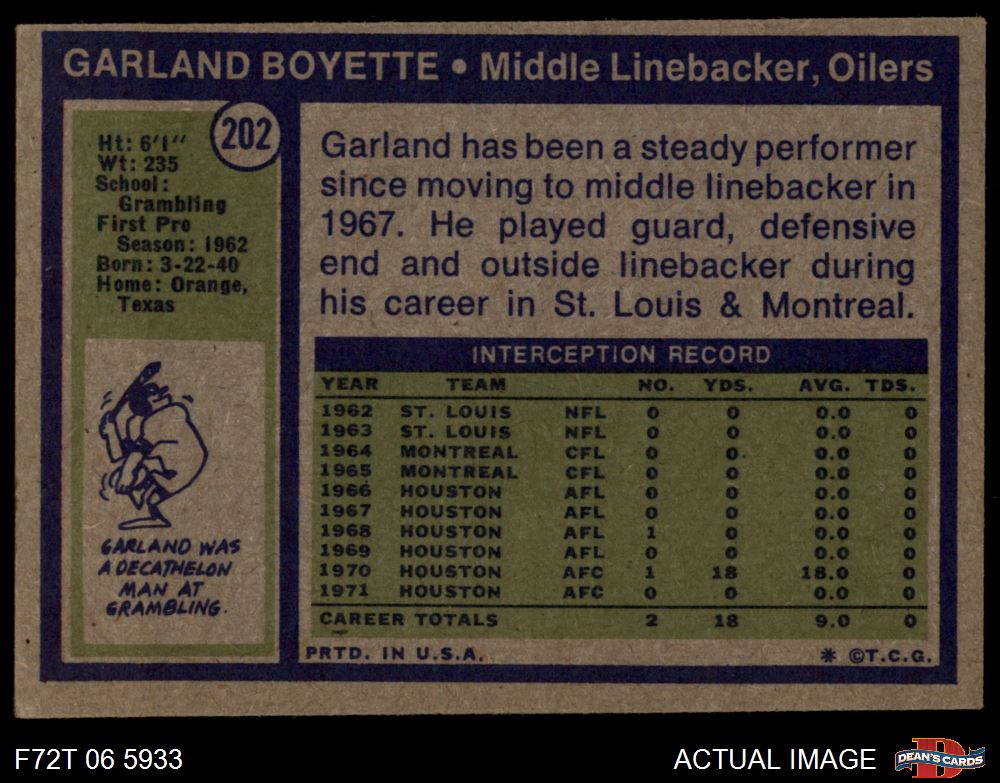 GARLAND BOYETTE • Middle Linebacker, Oilers
202
Ht: 6'1"
Wt: 235
School:
Grambling
First Pro
Season: 1962
Born: 3-22-40
Home: Orange,
Texas
GARLAND WAS
A DECATHELON
MAN AT
GRAMBLING.
Garland has been a steady performer
since moving to middle linebacker in
1967. He played guard, defensive
end and outside linebacker during
his career in St. Louis & Montreal.
INTERCEPTION RECORD
YEAR TEAM NO. YDS. AVG. TDS.
1962 ST. LOUIS NFL 0 0 0.0 0
1963 ST. LOUIS NFL 0 0 0.0 0
1964 MONTREAL CFL 0 0 0.0 0
1965 MONTREAL CFL 0 0 0.0 0
1966 HOUSTON AFL 0 0 0.0 0
1967 HOUSTON AFL 0 0 0.0 0
1968 HOUSTON AFL 1 0 0.0 0
1969 HOUSTON AFL 0 0 0.0 0
1970 HOUSTON AFC 1 18 18.0 0
1971 HOUSTON AFC 0 0 0.0 0
CAREER TOTALS 2 18 9.0 0
PRTD. IN U.S.A. * ©T.C.G.
F72T 06 5933 ACTUAL IMAGE D DEAN'S CARDS